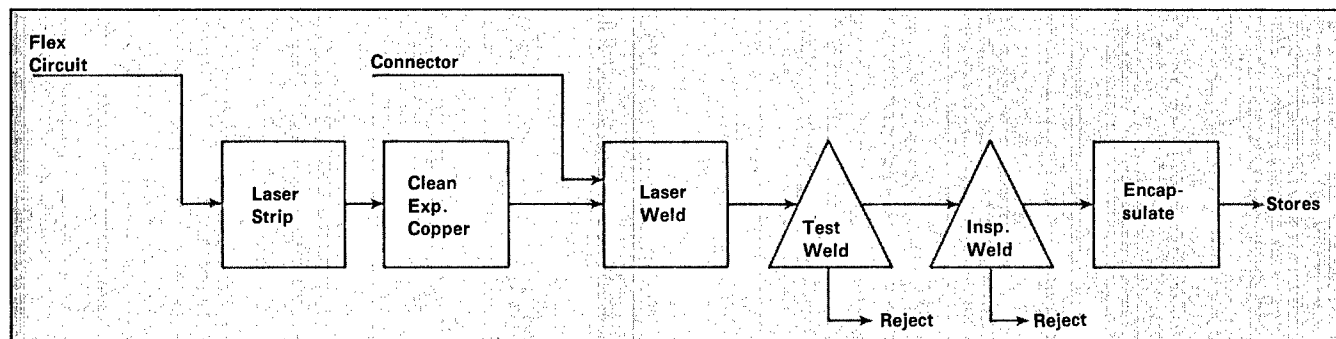 Flex
Circuit
Connector
Laser
Strip
Clean
Exp.
Copper
Laser
Weld
Test
Weld
Insp.
Weld
Encap-
sulate
Stores
Reject
Reject